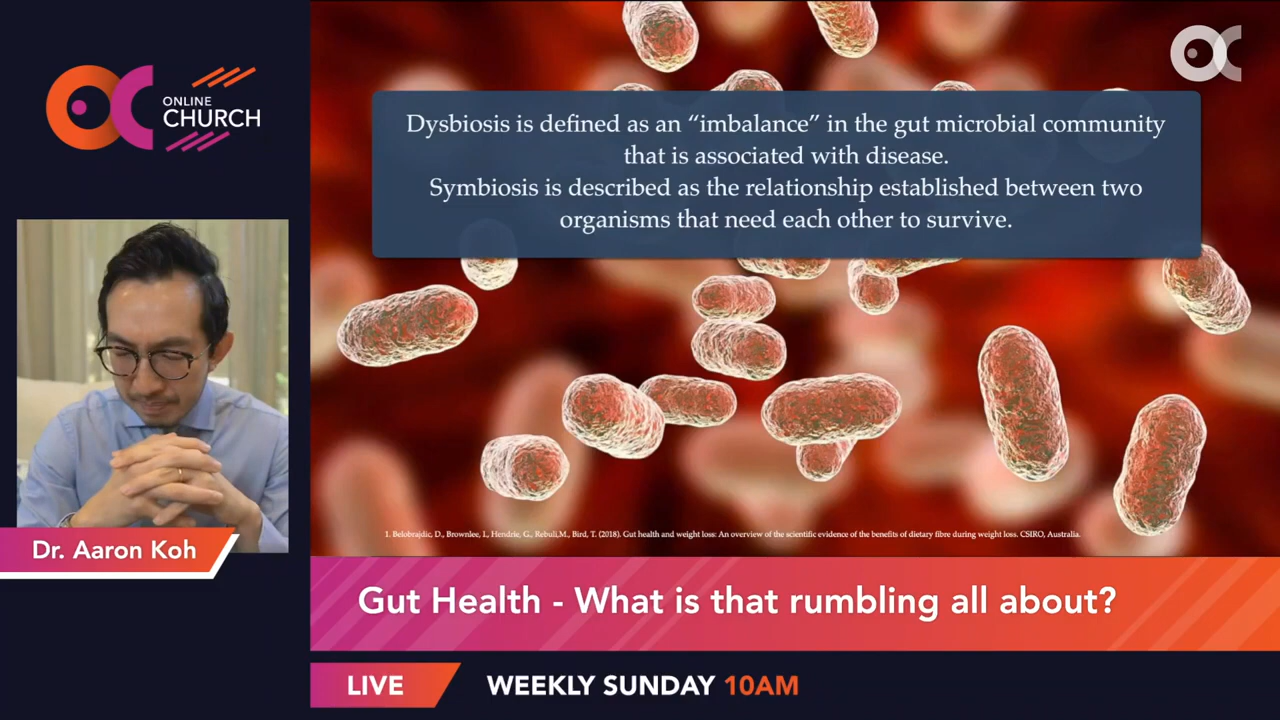 ONLINE
CHURCH
OC
Dysbiosis is defined as an “imbalance” in the gut microbial community
that is associated with disease.
Symbiosis is described as the relationship established between two
organisms that need each other to survive.
1. Belobrajdic, D., Brownlee, I., Hendrie, G., Rebuli,M., Bird, T. (2018). Gut health and weight loss: An overview of the scientific evidence of the benefits of dietary fibre during weight loss. CSIRO, Australia.
Dr. Aaron Koh
Gut Health - What is that rumbling all about?
LIVE
WEEKLY SUNDAY 10AM